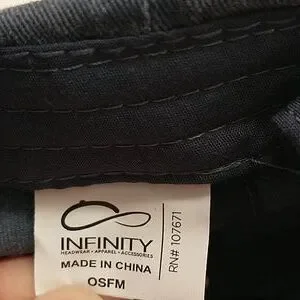 INFINITY
HEADWEAR • APPAREL • ACCESSORIES
MADE IN CHINA
OSFM
RN# 107671